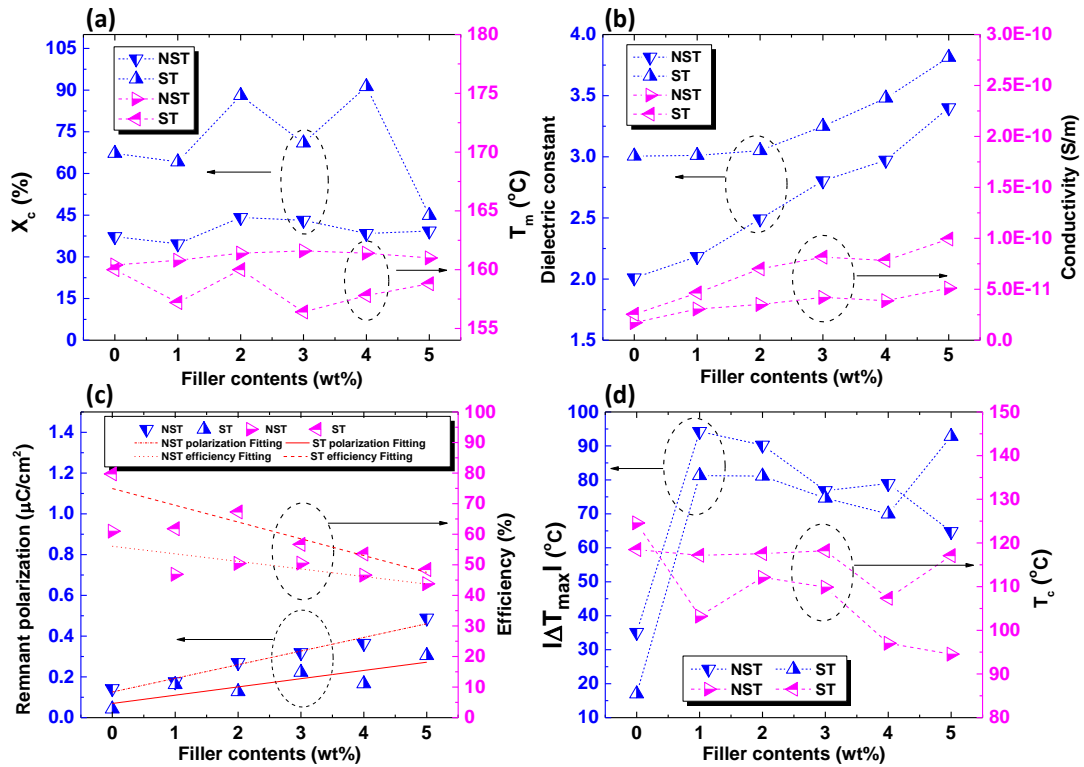 (a)
NST
ST
NST
ST
105
90
75
60
45
30
15
0
X_c (%)
180
175
170
165
160
155
T_m (°C)
0 1 2 3 4 5
Filler contents (wt%)
(b)
NST
ST
NST
ST
4.0
3.5
3.0
2.5
2.0
1.5
Dielectric constant
3.0E-10
2.5E-10
2.0E-10
1.5E-10
1.0E-10
5.0E-11
0.0
Conductivity (S/m)
0 1 2 3 4 5
Filler contents (wt%)
(c)
NST ST NST ST
NST polarization Fitting ST polarization Fitting
NST efficiency Fitting ST efficiency Fitting
1.4
1.2
1.0
0.8
0.6
0.4
0.2
0.0
Remnant polarization (μC/cm²)
100
90
80
70
60
50
40
30
20
10
0
Efficiency (%)
0 1 2 3 4 5
Filler contents (wt%)
(d)
100
90
80
70
60
50
40
30
20
10
|ΔT_max| (°C)
150
140
130
120
110
100
90
80
T_c (°C)
NST ST
NST ST
0 1 2 3 4 5
Filler contents (wt%)